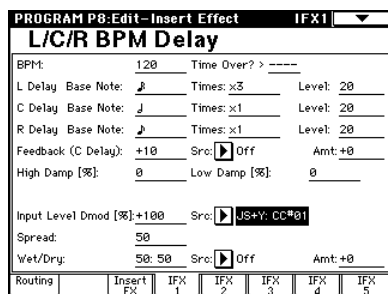 PROGRAM P8:Edit-Insert Effect IFX1
L/C/R BPM Delay
BPM: 120 Time Over? > ----
L Delay Base Note: ♪ Times: x3 Level: 20
C Delay Base Note: 𝅗𝅥 Times: x1 Level: 20
R Delay Base Note: ♪ Times: x1 Level: 20
Feedback (C Delay): +10 Src: Off Amt: +0
High Damp [%]: 0 Low Damp [%]: 0
Input Level Dmod [%]: +100 Src: JS+Y: CC#01
Spread: 50
Wet/Dry: 50: 50 Src: Off Amt: +0
Routing Insert FX IFX 1 IFX 2 IFX 3 IFX 4 IFX 5